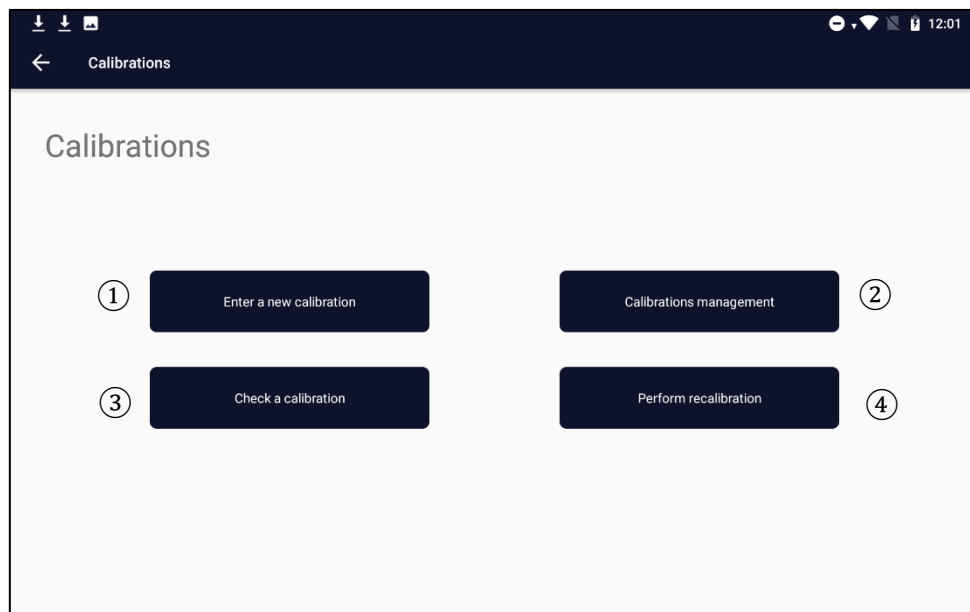 12:01
Calibrations
Calibrations
① Enter a new calibration Calibrations management ②
③ Check a calibration Perform recalibration ④